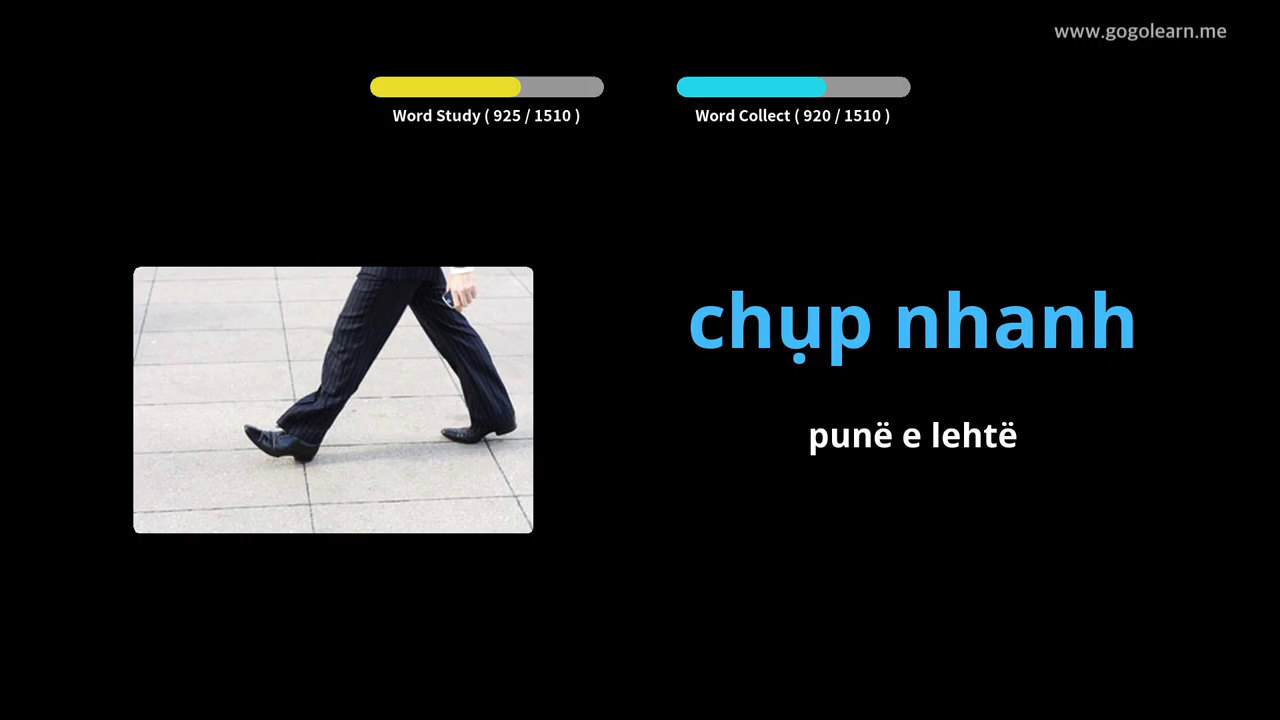 www.gogolearn.me
Word Study ( 925 / 1510 )
Word Collect ( 920 / 1510 )
chụp nhanh
punë e lehtë